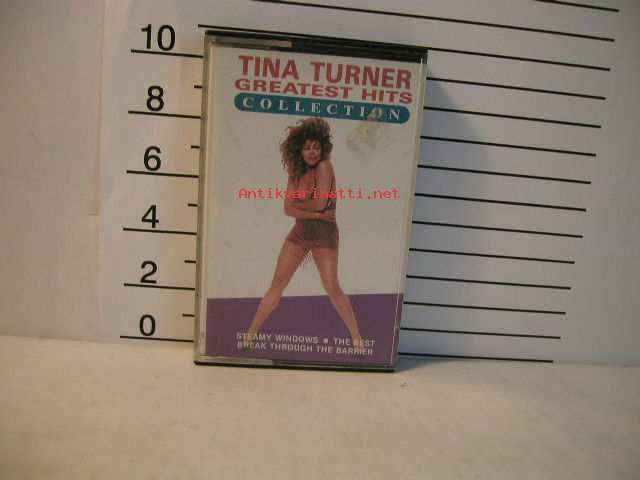 10
8
6
4
2
0
TINA TURNER
GREATEST HITS
COLLECTION
Antikvariaatti.net
STEAMY WINDOWS • THE BEST
BREAK THROUGH THE BARRIER